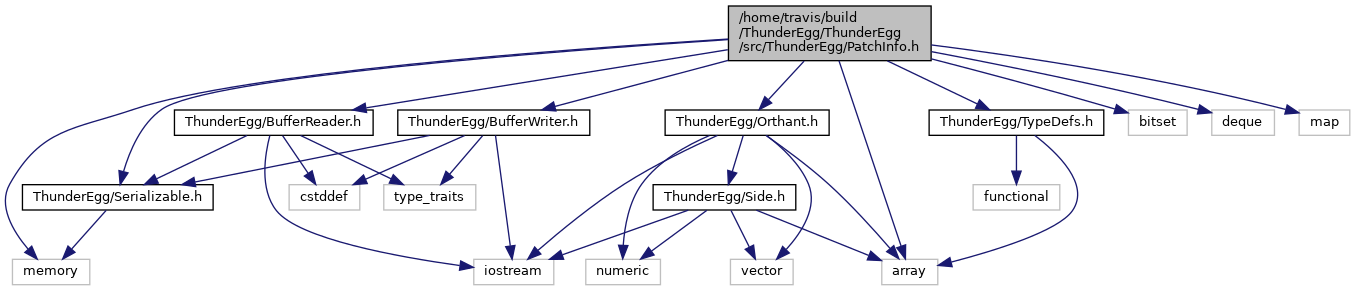 /home/travis/build
/ThunderEgg/ThunderEgg
/src/ThunderEgg/PatchInfo.h
ThunderEgg/BufferReader.h
ThunderEgg/BufferWriter.h
ThunderEgg/Orthant.h
ThunderEgg/TypeDefs.h
bitset
deque
map
ThunderEgg/Serializable.h
cstddef
type_traits
ThunderEgg/Side.h
functional
memory
iostream
numeric
vector
array